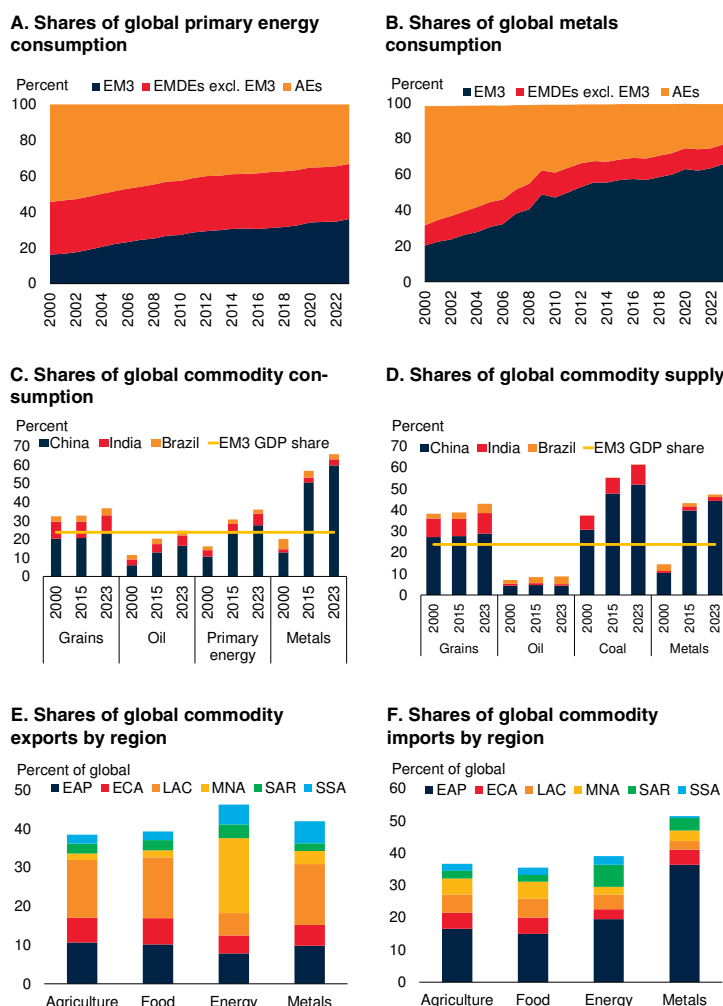 A. Shares of global primary energy
consumption
Percent
EM3 EMDEs excl. EM3 AEs
100
80
60
40
20
0
2000 2002 2004 2006 2008 2010 2012 2014 2016 2018 2020 2022
B. Shares of global metals
consumption
Percent
EM3 EMDEs excl. EM3 AEs
100
80
60
40
20
0
2000 2002 2004 2006 2008 2010 2012 2014 2016 2018 2020 2022
C. Shares of global commodity con-
sumption
Percent
China India Brazil EM3 GDP share
70
60
50
40
30
20
10
0
2000 2015 2023 2000 2015 2023 2000 2015 2023 2000 2015 2023
Grains Oil Primary Metals
energy
D. Shares of global commodity supply
Percent
China India Brazil EM3 GDP share
70
60
50
40
30
20
10
0
2000 2015 2023 2000 2015 2023 2000 2015 2023 2000 2015 2023
Grains Oil Coal Metals
E. Shares of global commodity
exports by region
Percent of global
EAP ECA LAC MNA SAR SSA
50
40
30
20
10
0
Agriculture Food Energy Metals
F. Shares of global commodity
imports by region
Percent of global
EAP ECA LAC MNA SAR SSA
60
50
40
30
20
10
0
Agriculture Food Energy Metals